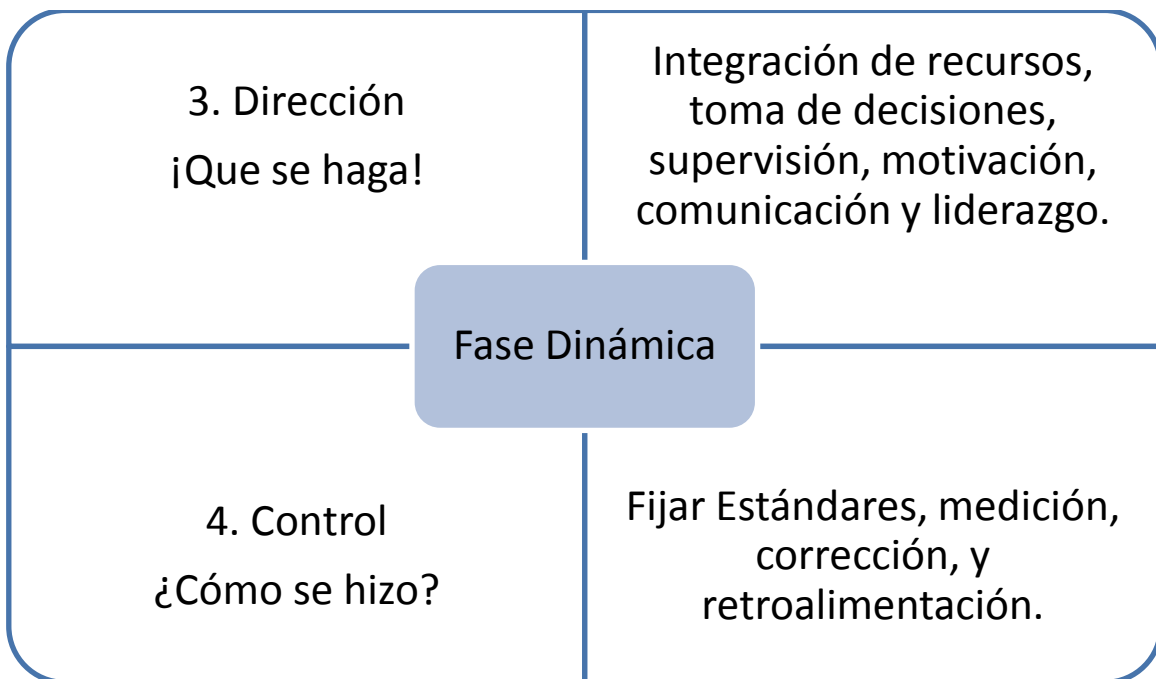 3. Dirección
¡Que se haga!
Integración de recursos,
toma de decisiones,
supervisión, motivación,
comunicación y liderazgo.
Fase Dinámica
4. Control
¿Cómo se hizo?
Fijar Estándares, medición,
corrección, y
retroalimentación.